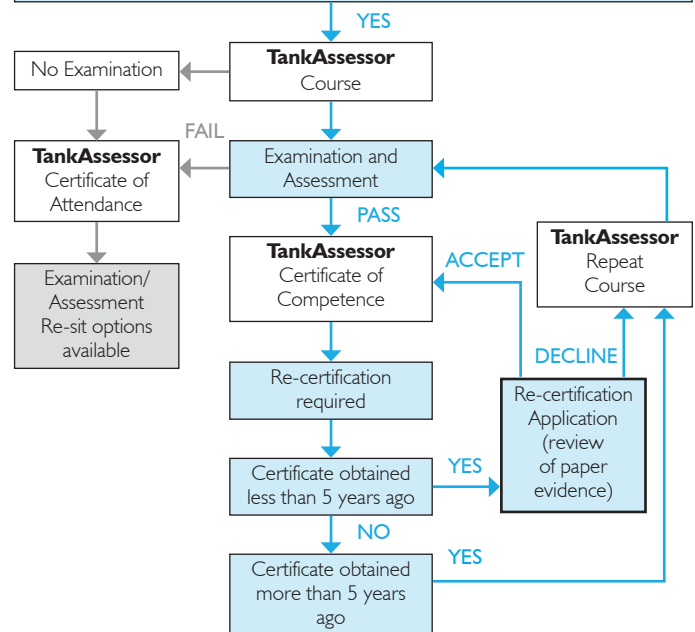 YES
No Examination
TankAssessor
Course
FAIL
TankAssessor
Certificate of
Attendance
Examination and
Assessment
PASS
Examination/
Assessment
Re-sit options
available
TankAssessor
Certificate of
Competence
ACCEPT
TankAssessor
Repeat
Course
DECLINE
Re-certification
required
Re-certification
Application
(review
of paper
evidence)
Certificate obtained
less than 5 years ago
YES
NO
Certificate obtained
more than 5 years
ago
YES